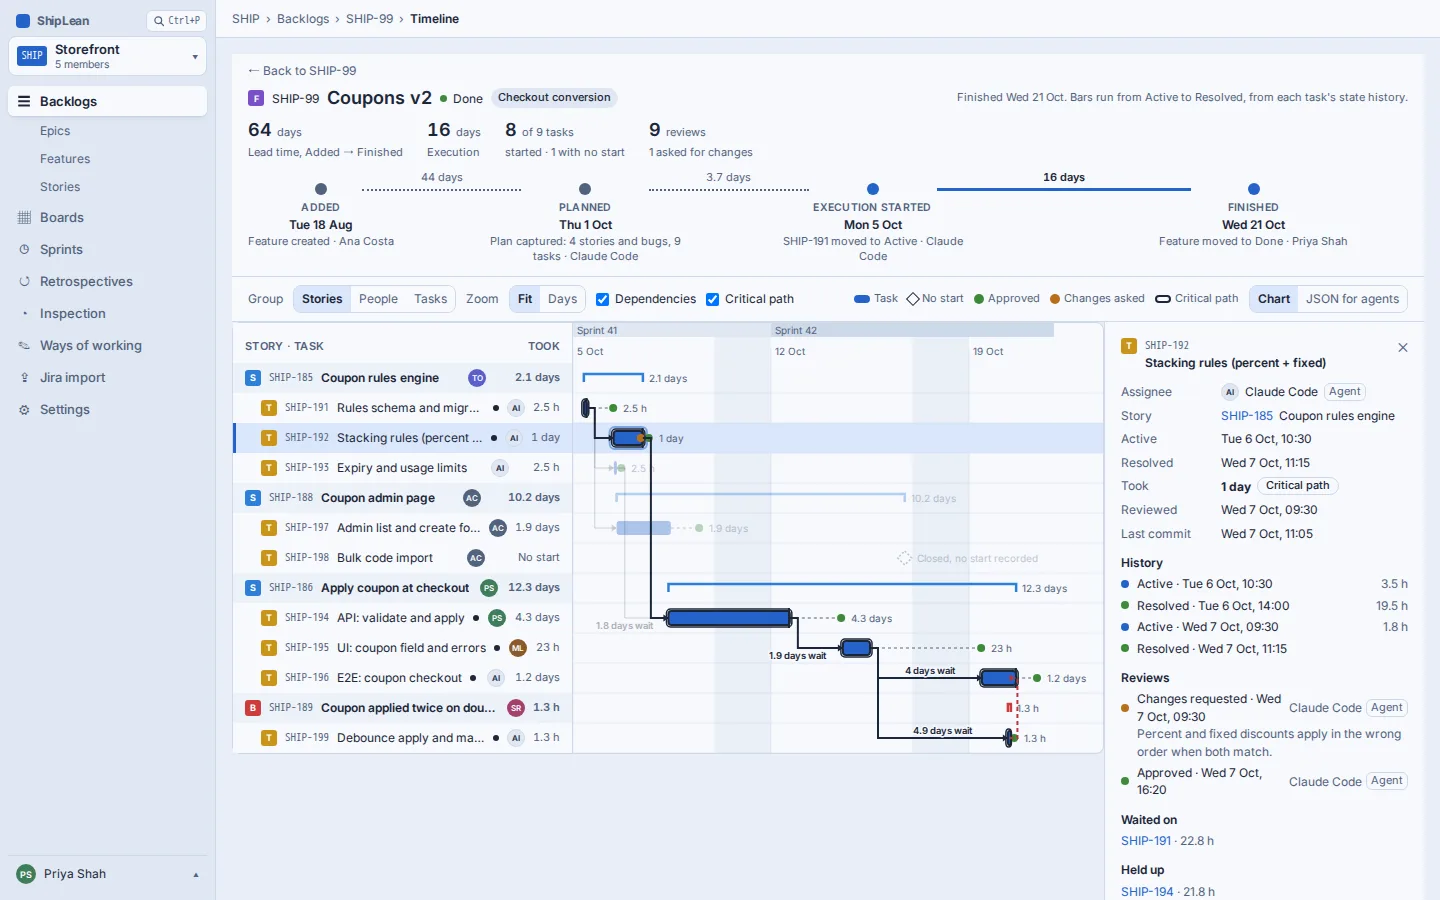 ShipLean
Ctrl+P
SHIP
Storefront
5 members
Backlogs
Epics
Features
Stories
Boards
Sprints
Retrospectives
Inspection
Ways of working
Jira import
Settings
PS
Priya Shah
SHIP › Backlogs › SHIP-99 › Timeline
← Back to SHIP-99
F SHIP-99 Coupons v2 Done Checkout conversion
Finished Wed 21 Oct. Bars run from Active to Resolved, from each task's state history.
64 days
Lead time, Added → Finished
16 days
Execution
8 of 9 tasks
started · 1 with no start
9 reviews
1 asked for changes
44 days
3.7 days
16 days
ADDED
Tue 18 Aug
Feature created · Ana Costa
PLANNED
Thu 1 Oct
Plan captured: 4 stories and bugs, 9
tasks · Claude Code
EXECUTION STARTED
Mon 5 Oct
SHIP-191 moved to Active · Claude
Code
FINISHED
Wed 21 Oct
Feature moved to Done · Priya Shah
Group Stories People Tasks Zoom Fit Days Dependencies Critical path
Task No start Approved Changes asked Critical path Chart JSON for agents
STORY · TASK TOOK
Sprint 41 Sprint 42
5 Oct 12 Oct 19 Oct
S SHIP-185 Coupon rules engine TO 2.1 days 2.1 days
T SHIP-191 Rules schema and migr... AI 2.5 h 2.5 h
T SHIP-192 Stacking rules (percent ... AI 1 day 1 day
T SHIP-193 Expiry and usage limits AI 2.5 h 2.5 h
S SHIP-188 Coupon admin page AC 10.2 days 10.2 days
T SHIP-197 Admin list and create fo... AC 1.9 days 1.9 days
T SHIP-198 Bulk code import AC No start Closed, no start recorded
S SHIP-186 Apply coupon at checkout PS 12.3 days 12.3 days
T SHIP-194 API: validate and apply PS 4.3 days 4.3 days
1.8 days wait
T SHIP-195 UI: coupon field and errors ML 23 h 23 h
1.9 days wait
T SHIP-196 E2E: coupon checkout AI 1.2 days 4 days wait 1.2 days
B SHIP-189 Coupon applied twice on dou... SR 1.3 h 1.3 h
T SHIP-199 Debounce apply and ma... AI 1.3 h 4.9 days wait 1.3 h
T SHIP-192
Stacking rules (percent + fixed)
Assignee AI Claude Code Agent
Story SHIP-185 Coupon rules engine
Active Tue 6 Oct, 10:30
Resolved Wed 7 Oct, 11:15
Took 1 day Critical path
Reviewed Wed 7 Oct, 09:30
Last commit Wed 7 Oct, 11:05
History
Active · Tue 6 Oct, 10:30 3.5 h
Resolved · Tue 6 Oct, 14:00 19.5 h
Active · Wed 7 Oct, 09:30 1.8 h
Resolved · Wed 7 Oct, 11:15
Reviews
Changes requested · Wed
7 Oct, 09:30
Claude Code Agent
Percent and fixed discounts apply in the wrong
order when both match.
Approved · Wed 7 Oct,
16:20
Claude Code Agent
Waited on
SHIP-191 · 22.8 h
Held up
SHIP-194 · 21.8 h